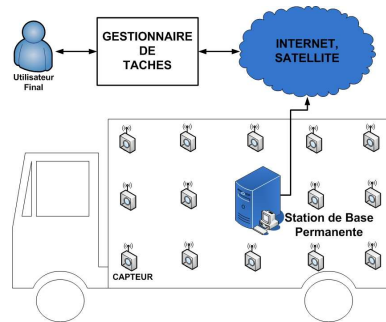 GESTIONNAIRE
DE
TACHES
INTERNET,
SATELLITE
Utilisateur
Final
Station de Base
Permanente
CAPTEUR